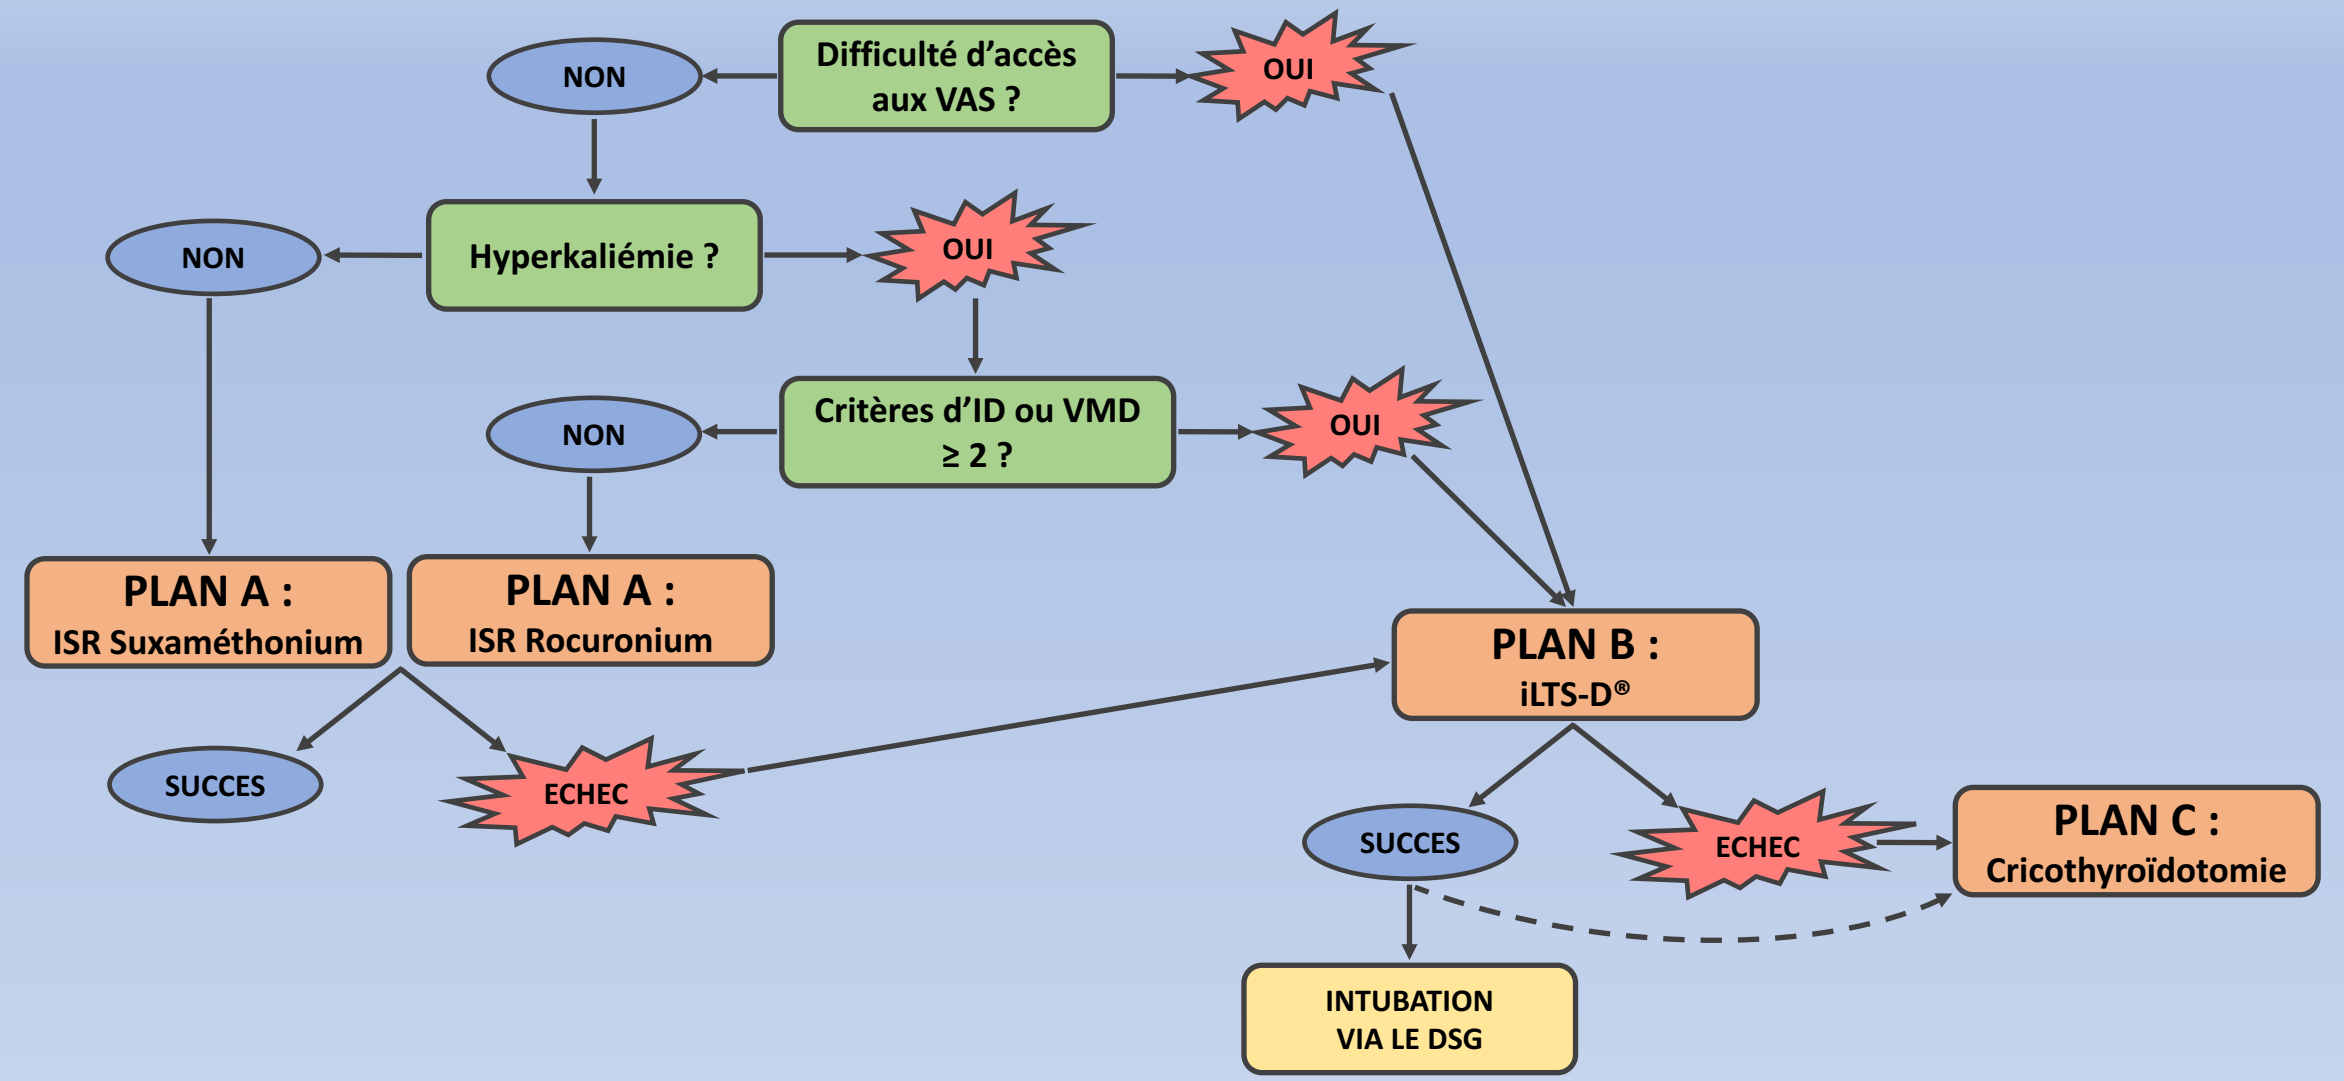 Difficulté d'accès
aux VAS ?
NON
OUI
Hyperkaliémie ?
NON
OUI
Critères d'ID ou VMD
≥ 2 ?
NON
OUI
PLAN A :
ISR Suxaméthonium
PLAN A :
ISR Rocuronium
PLAN B :
iLTS-D®
SUCCES
ECHEC
SUCCES
ECHEC
PLAN C :
Cricothyroïdotomie
INTUBATION
VIA LE DSG